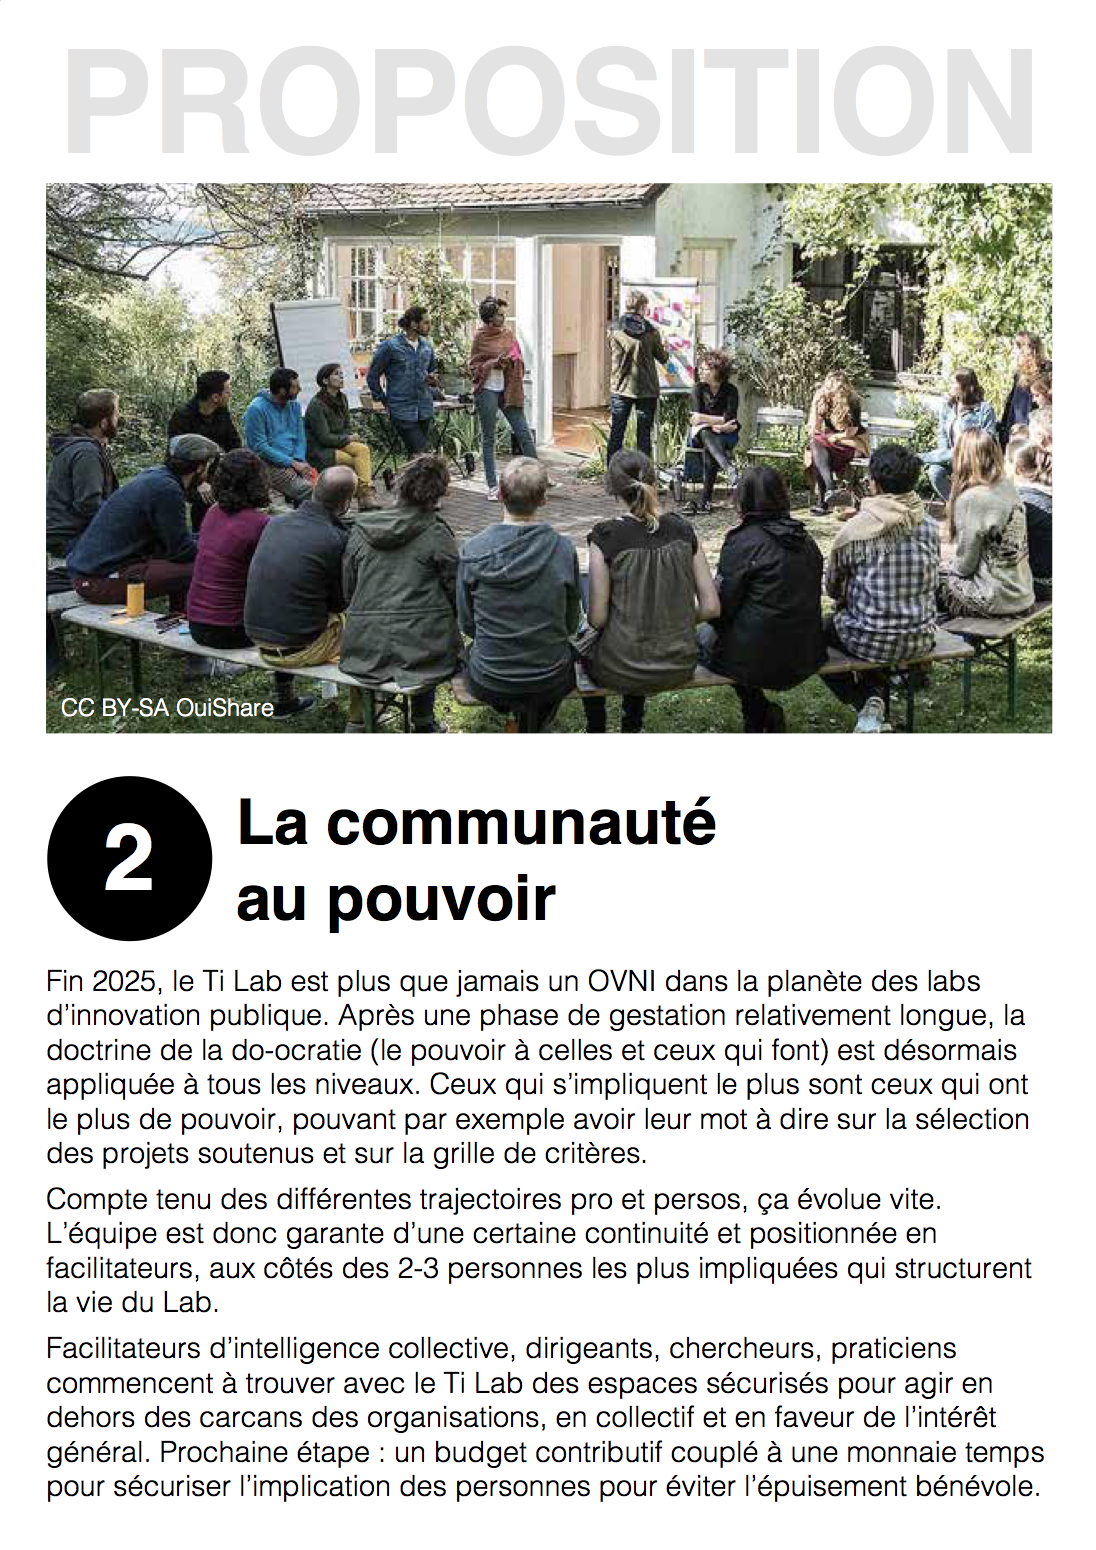 PROPOSITION
CC BY-SA OuiShare
2
La communauté
au pouvoir
Fin 2025, le Ti Lab est plus que jamais un OVNI dans la planète des labs
d’innovation publique. Après une phase de gestation relativement longue, la
doctrine de la do-ocratie (le pouvoir à celles et ceux qui font) est désormais
appliquée à tous les niveaux. Ceux qui s’impliquent le plus sont ceux qui ont
le plus de pouvoir, pouvant par exemple avoir leur mot à dire sur la sélection
des projets soutenus et sur la grille de critères.
Compte tenu des différentes trajectoires pro et persos, ça évolue vite.
L’équipe est donc garante d’une certaine continuité et positionnée en
facilitateurs, aux côtés des 2-3 personnes les plus impliquées qui structurent
la vie du Lab.
Facilitateurs d’intelligence collective, dirigeants, chercheurs, praticiens
commencent à trouver avec le Ti Lab des espaces sécurisés pour agir en
dehors des carcans des organisations, en collectif et en faveur de l’intérêt
général. Prochaine étape : un budget contributif couplé à une monnaie temps
pour sécuriser l’implication des personnes pour éviter l’épuisement bénévole.